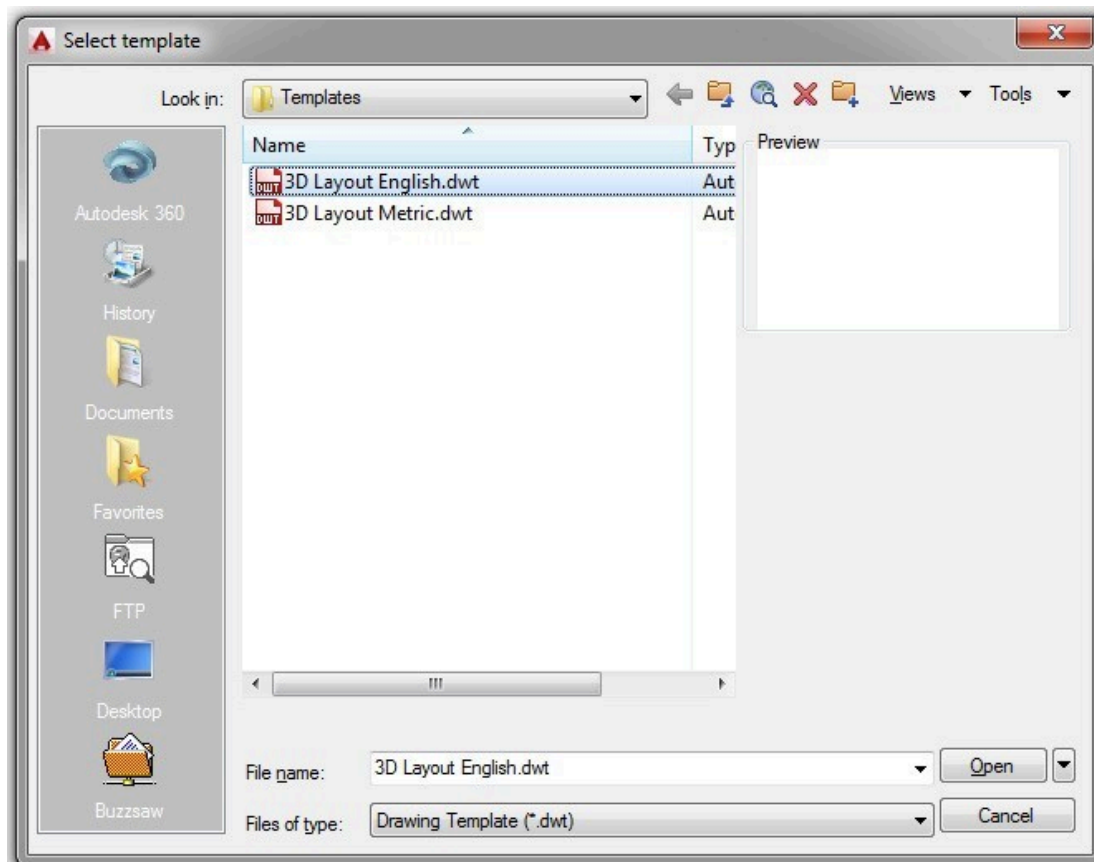 Select template
Look in: Templates Views Tools
Name Typ Preview
3D Layout English.dwt Aut
3D Layout Metric.dwt Aut
Autodesk 360
History
Documents
Favorites
FTP
Desktop
Buzzsaw
File name: 3D Layout English.dwt Open
Files of type: Drawing Template (*.dwt) Cancel